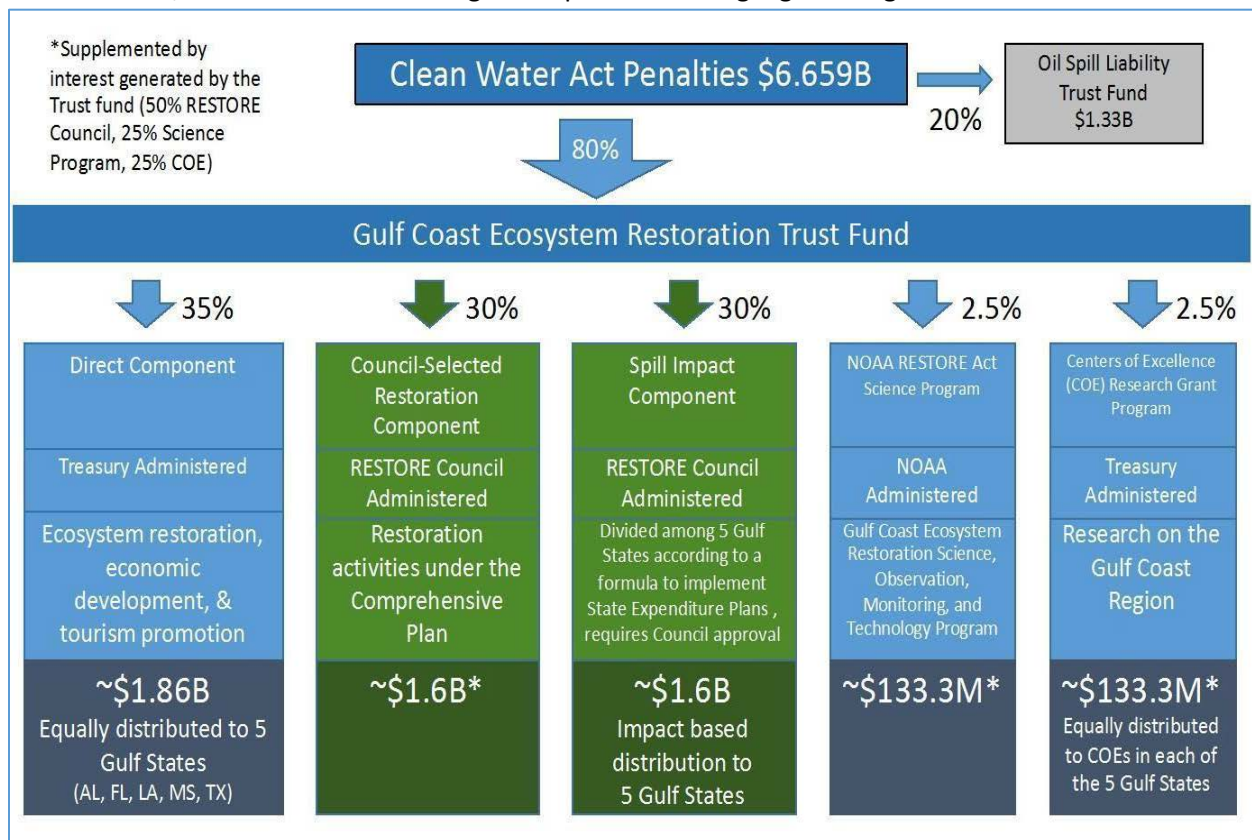 *Supplemented by
interest generated by the
Trust fund (50% RESTORE
Council, 25% Science
Program, 25% COE)
Clean Water Act Penalties $6.659B
20%
Oil Spill Liability
Trust Fund
$1.33B
80%
Gulf Coast Ecosystem Restoration Trust Fund
35%
30%
30%
2.5%
2.5%
Direct Component
Treasury Administered
Ecosystem restoration,
economic
development, &
tourism promotion
~$1.86B
Equally distributed to 5
Gulf States
(AL, FL, LA, MS, TX)
Council-Selected
Restoration
Component
RESTORE Council
Administered
Restoration
activities under the
Comprehensive
Plan
~$1.6B*
Spill Impact
Component
RESTORE Council
Administered
Divided among 5 Gulf
States according to a
formula to implement
State Expenditure Plans ,
requires Council approval
~$1.6B
Impact based
distribution to
5 Gulf States
NOAA RESTORE Act
Science Program
NOAA
Administered
Gulf Coast Ecosystem
Restoration Science,
Observation,
Monitoring, and
Technology Program
~$133.3M*
Centers of Excellence
(COE) Research Grant
Program
Treasury
Administered
Research on the
Gulf Coast
Region
~$133.3M*
Equally distributed
to COEs in each of
the 5 Gulf States